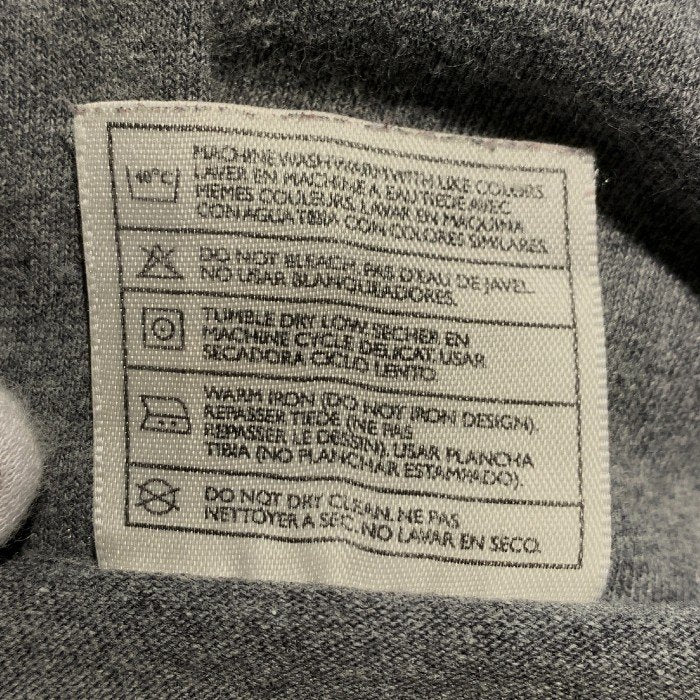 40°C
MACHINE WASH WARM WITH LIKE COLORS.
LAVER EN MACHINE A EAU TIEDE AVEC
MEMES COULEURS. LAVAR EN MAQUINA
CON AGUA TIBIA CON COLORES SIMILARES.
DO NOT BLEACH. PAS D'EAU DE JAVEL.
NO USAR BLANQUEADORES.
TUMBLE DRY LOW. SECHER EN
MACHINE CYCLE DELICAT. USAR
SECADORA CICLO LENTO.
WARM IRON (DO NOT IRON DESIGN).
REPASSER TIEDE (NE PAS
REPASSER LE DESSIN). USAR PLANCHA
TIBIA (NO PLANCHAR ESTAMPADO).
DO NOT DRY CLEAN. NE PAS
NETTOYER A SEC. NO LAVAR EN SECO.